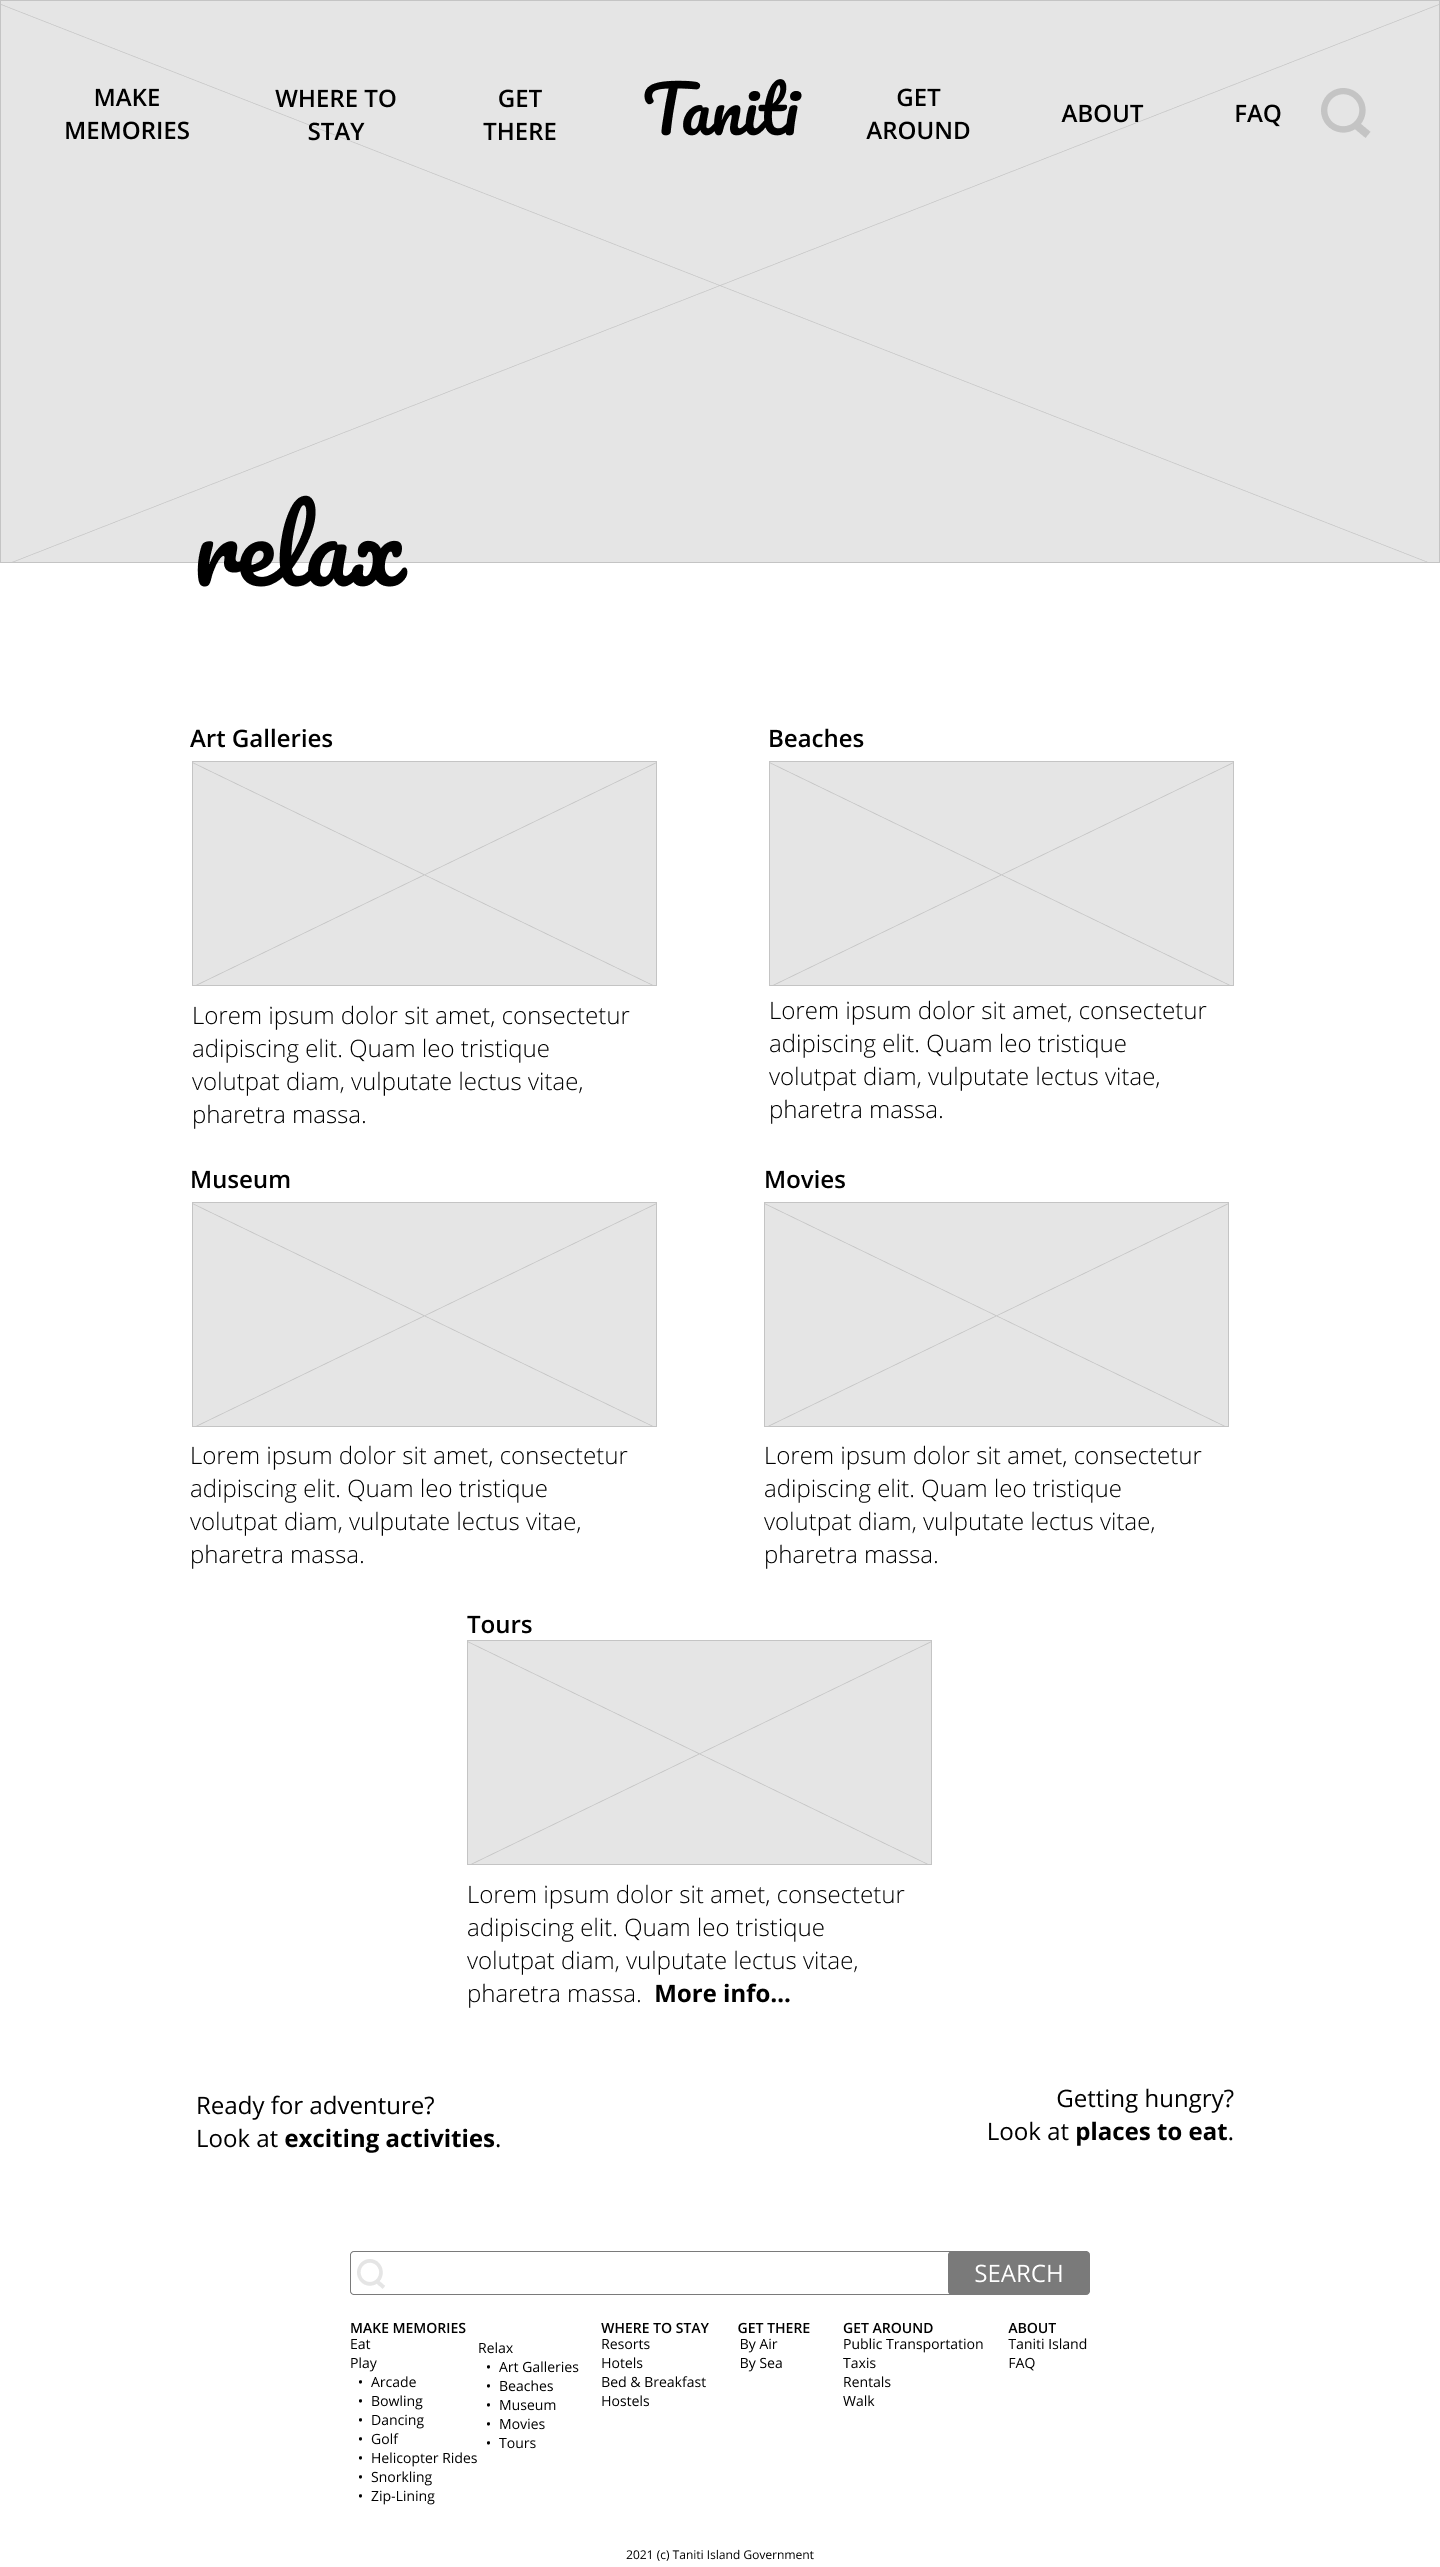 MAKE
MEMORIES
WHERE TO
STAY
GET
THERE
Taniti
GET
AROUND
ABOUT
FAQ
relax
Art Galleries
Lorem ipsum dolor sit amet, consectetur
adipiscing elit. Quam leo tristique
volutpat diam, vulputate lectus vitae,
pharetra massa.
Beaches
Lorem ipsum dolor sit amet, consectetur
adipiscing elit. Quam leo tristique
volutpat diam, vulputate lectus vitae,
pharetra massa.
Museum
Lorem ipsum dolor sit amet, consectetur
adipiscing elit. Quam leo tristique
volutpat diam, vulputate lectus vitae,
pharetra massa.
Movies
Lorem ipsum dolor sit amet, consectetur
adipiscing elit. Quam leo tristique
volutpat diam, vulputate lectus vitae,
pharetra massa.
Tours
Lorem ipsum dolor sit amet, consectetur
adipiscing elit. Quam leo tristique
volutpat diam, vulputate lectus vitae,
pharetra massa. More info...
Ready for adventure?
Look at exciting activities.
Getting hungry?
Look at places to eat.
SEARCH
MAKE MEMORIES
Eat
Play
• Arcade
• Bowling
• Dancing
• Golf
• Helicopter Rides
• Snorkling
• Zip-Lining
Relax
• Art Galleries
• Beaches
• Museum
• Movies
• Tours
WHERE TO STAY
Resorts
Hotels
Bed & Breakfast
Hostels
GET THERE
By Air
By Sea
GET AROUND
Public Transportation
Taxis
Rentals
Walk
ABOUT
Taniti Island
FAQ
2021 (c) Taniti Island Government